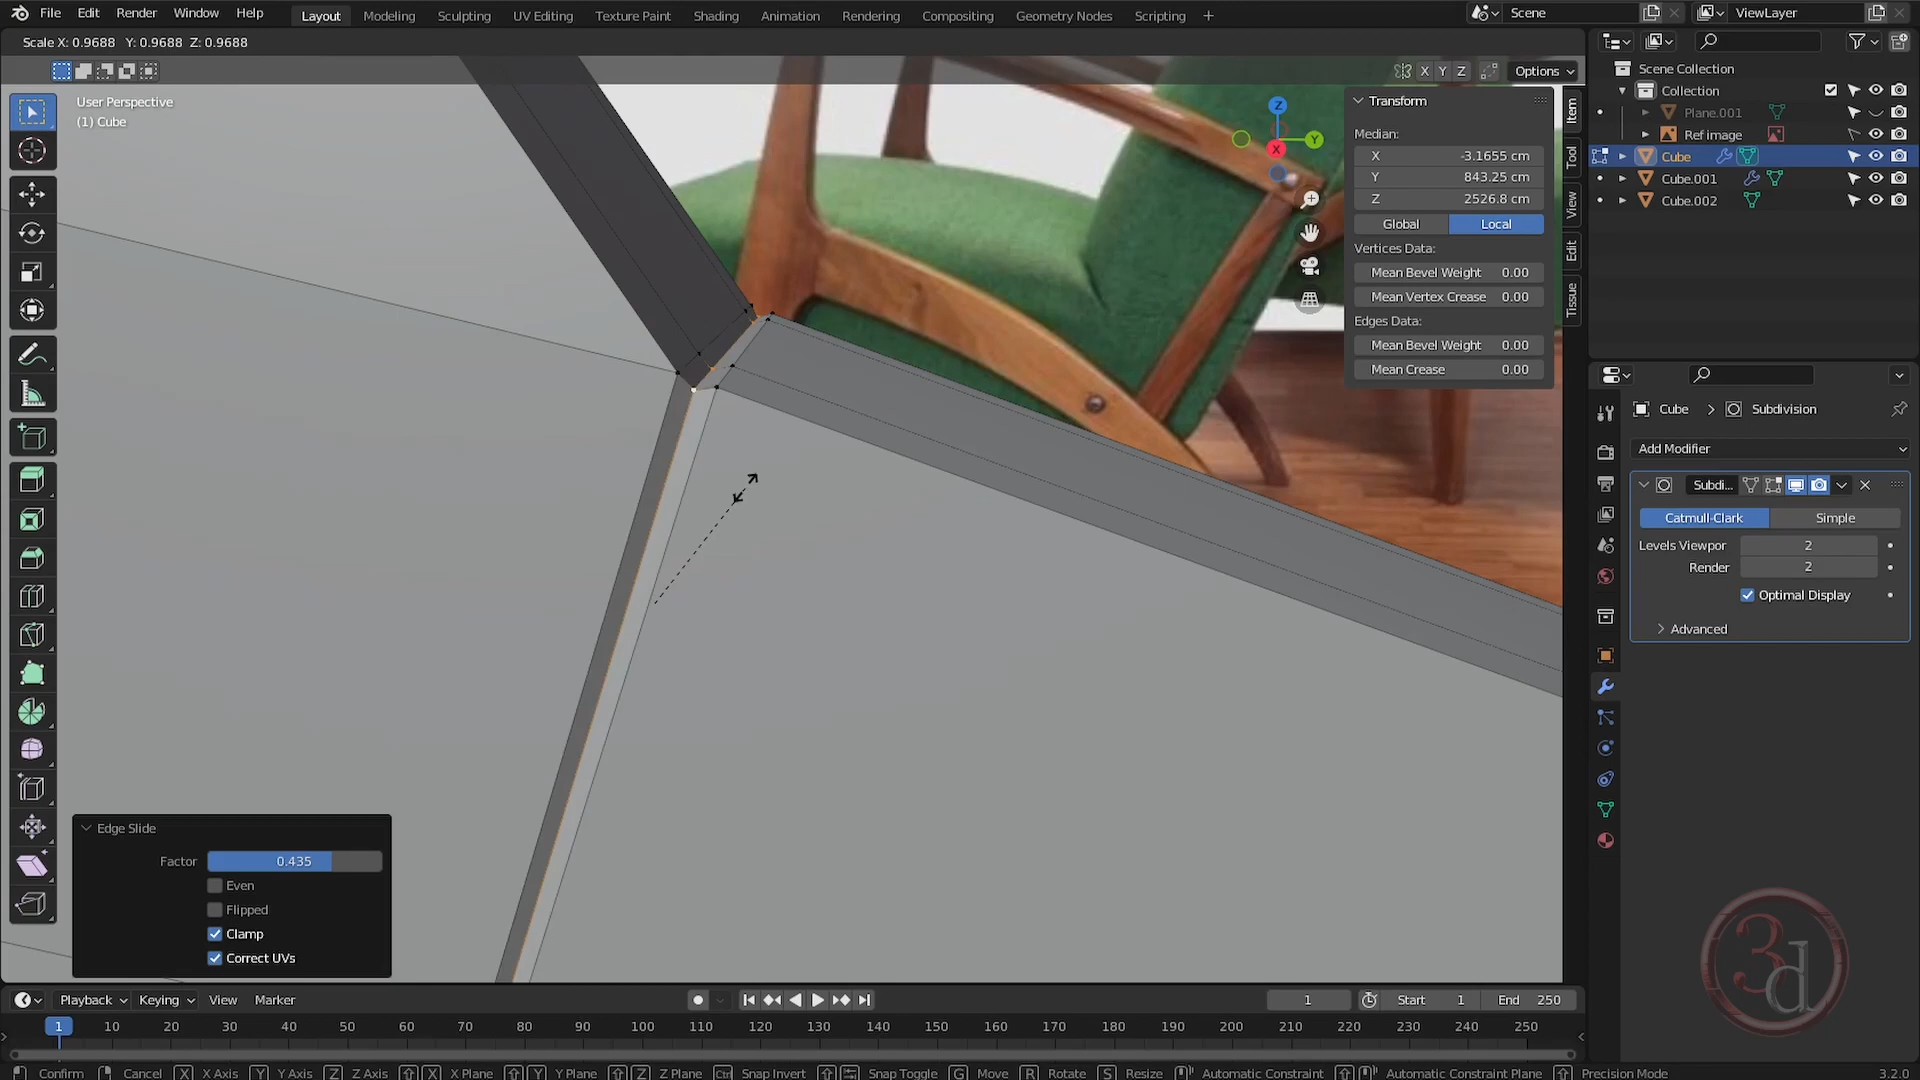 File Edit Render Window Help Layout Modeling Sculpting UV Editing Texture Paint Shading Animation Rendering Compositing Geometry Nodes Scripting + Scene ViewLayer
Scale X: 0.9688 Y: 0.9688 Z: 0.9688
X Y Z Options
User Perspective
(1) Cube
Z
Y
X
Transform
Median:
X -3.1655 cm
Y 843.25 cm
Z 2526.8 cm
Global Local
Vertices Data:
Mean Bevel Weight 0.00
Mean Vertex Crease 0.00
Edges Data:
Mean Bevel Weight 0.00
Mean Crease 0.00
Item
Tool
View
Edit
Tissue
Scene Collection
Collection
Plane.001
Ref image
Cube
Cube.001
Cube.002
Cube > Subdivision
Add Modifier
Subdi...
Catmull-Clark Simple
Levels Viewpor 2
Render 2
Optimal Display
Advanced
Edge Slide
Factor 0.435
Even
Flipped
Clamp
Correct UVs
3d
Playback Keying View Marker 1 Start 1 End 250
1 10 20 30 40 50 60 70 80 90 100 110 120 130 140 150 160 170 180 190 200 210 220 230 240 250
Confirm Cancel X X Axis Y Y Axis Z Z Axis X X Plane Y Y Plane Z Z Plane Ctrl Snap Invert Snap Toggle G Move R Rotate S Resize Automatic Constraint Automatic Constraint Plane Precision Mode 3.2.0